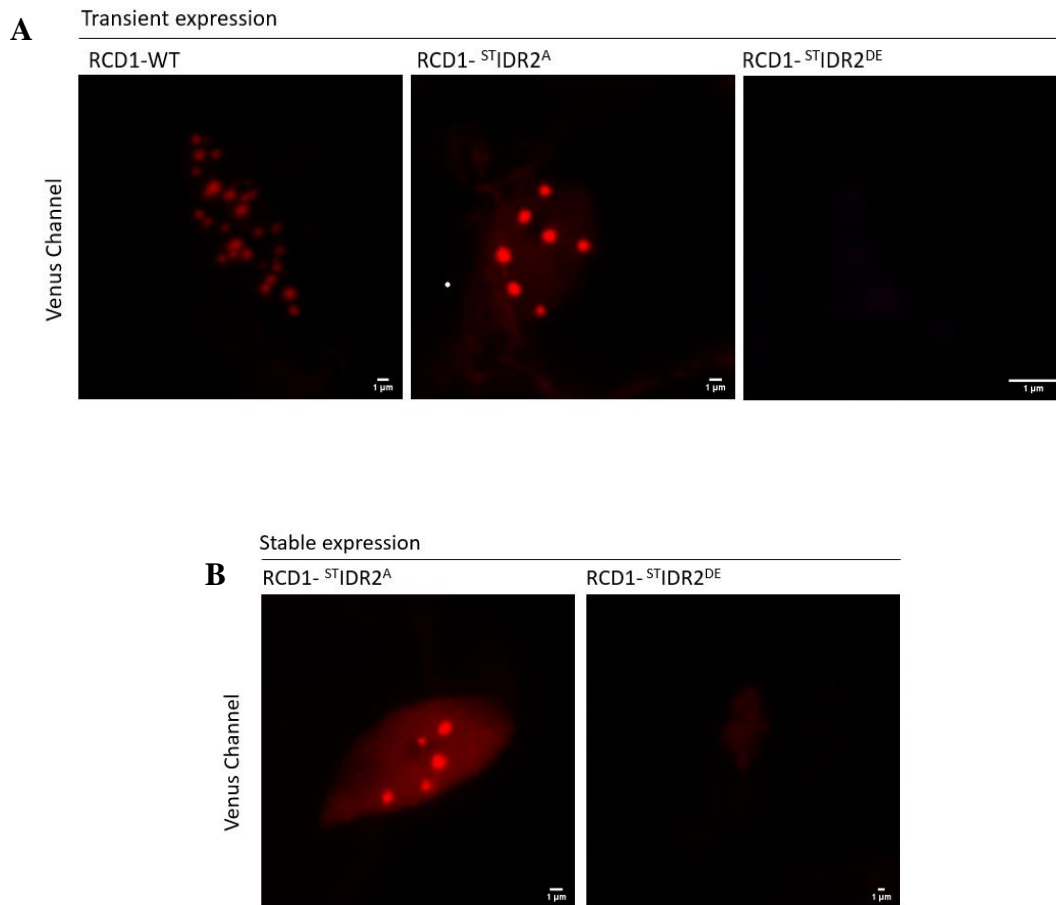 A
Transient expression
RCD1-WT
RCD1- STIDR2A
RCD1- STIDR2DE
Venus Channel
1 µm
1 µm
1 µm
Stable expression
B
RCD1- STIDR2A
RCD1- STIDR2DE
Venus Channel
1 µm
1 µm